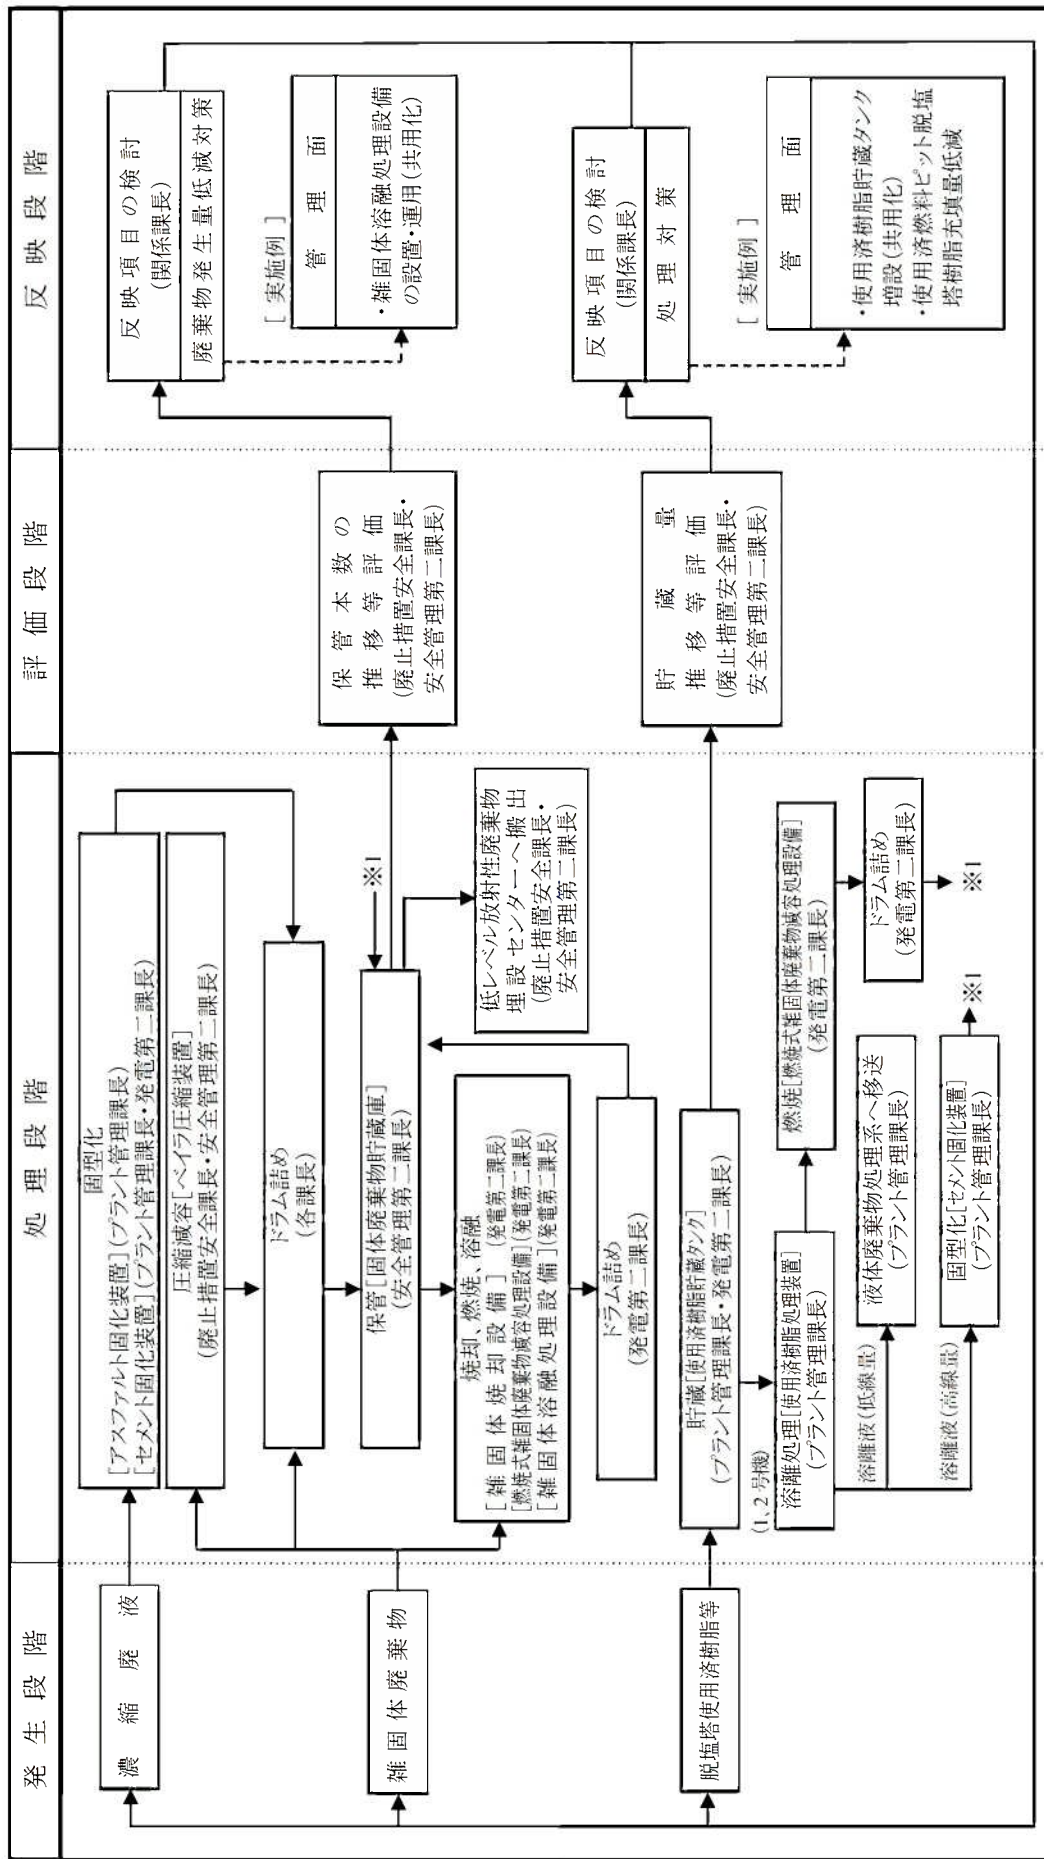 発生段階
処理段階
評価段階
反映段階
濃縮廃液
雑固体廃棄物
脱塩塔使用済樹脂等
固型化
[アスファルト固化装置](プラント管理課長)
[セメント固化装置](プラント管理課長・発電第二課長)
圧縮減容[ベイラ圧縮装置]
(廃止措置安全課長・安全管理第二課長)
ドラム詰め
(各課長)
保管[固体廃棄物貯蔵庫]
(安全管理第二課長)
※1
低レベル放射性廃棄物
埋設センターへ搬出
(廃止措置安全課長・
安全管理第二課長)
焼却、燃焼、溶融
[雑固体焼却設備](発電第二課長)
[燃焼式雑固体廃棄物減容処理設備](発電第二課長)
[雑固体溶融処理設備](発電第二課長)
ドラム詰め
(発電第二課長)
貯蔵[使用済樹脂貯蔵タンク]
(プラント管理課長・発電第二課長)
(1、2号機)
溶離処理[使用済樹脂処理装置]
(プラント管理課長)
燃焼[燃焼式雑固体廃棄物減容処理設備]
(発電第二課長)
ドラム詰め
(発電第二課長)
※1
溶離液(低線量)
液体廃棄物処理系へ移送
(プラント管理課長)
溶離液(高線量)
固型化[セメント固化装置]
(プラント管理課長)
※1
保管本数の
推移等評価
(廃止措置安全課長・
安全管理第二課長)
貯蔵量
推移等評価
(廃止措置安全課長・
安全管理第二課長)
反映項目の検討
(関係課長)
廃棄物発生量低減対策
[実施例]
管理面
・雑固体溶融処理設備
の設置・運用(共用化)
反映項目の検討
(関係課長)
処理対策
[実施例]
管理面
・使用済樹脂貯蔵タンク
増設(共用化)
・使用済燃料ピット脱塩
塔樹脂充填量低減